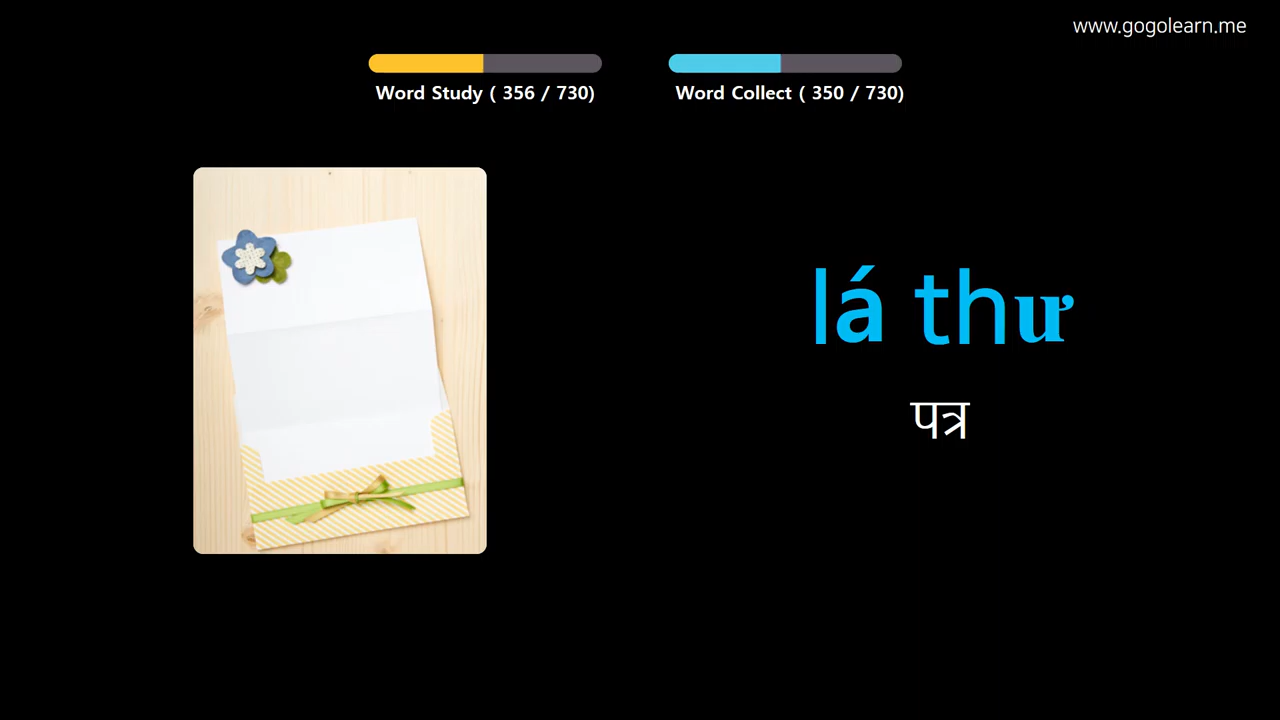 www.gogolearn.me
Word Study ( 356 / 730)
Word Collect ( 350 / 730)
lá thư
पत्र